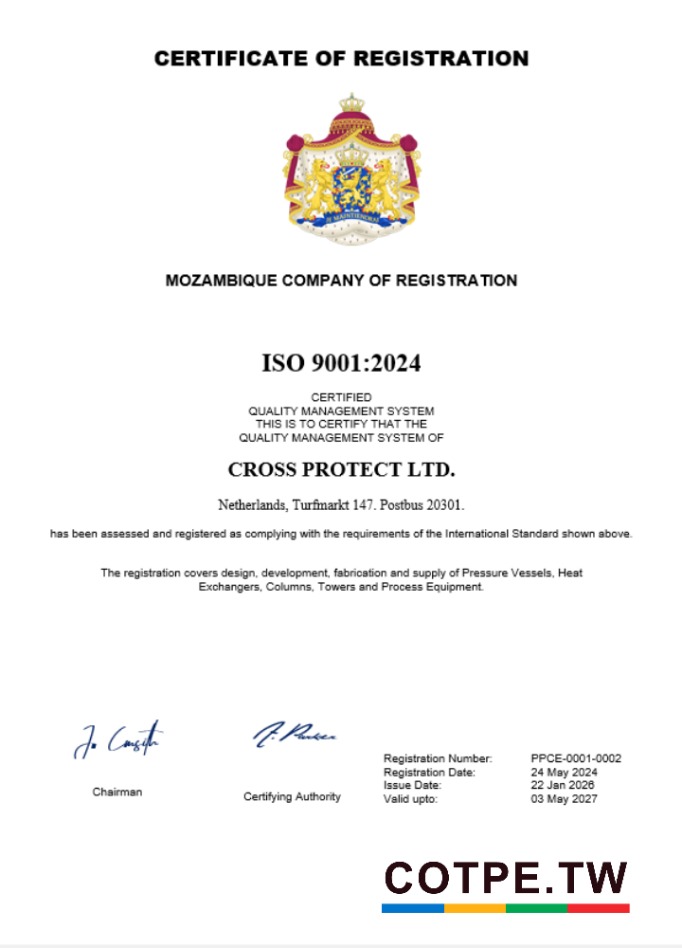 CERTIFICATE OF REGISTRATION
JE MAINTIENDRAI
MOZAMBIQUE COMPANY OF REGISTRATION
ISO 9001:2024
CERTIFIED
QUALITY MANAGEMENT SYSTEM
THIS IS TO CERTIFY THAT THE
QUALITY MANAGEMENT SYSTEM OF
CROSS PROTECT LTD.
Netherlands, Turfmarkt 147. Postbus 20301.
has been assessed and registered as complying with the requirements of the International Standard shown above.
The registration covers design, development, fabrication and supply of Pressure Vessels, Heat
Exchangers, Columns, Towers and Process Equipment.
Chairman
Certifying Authority
Registration Number: PPCE-0001-0002
Registration Date: 24 May 2024
Issue Date: 22 Jan 2026
Valid upto: 03 May 2027
COTPE.TW